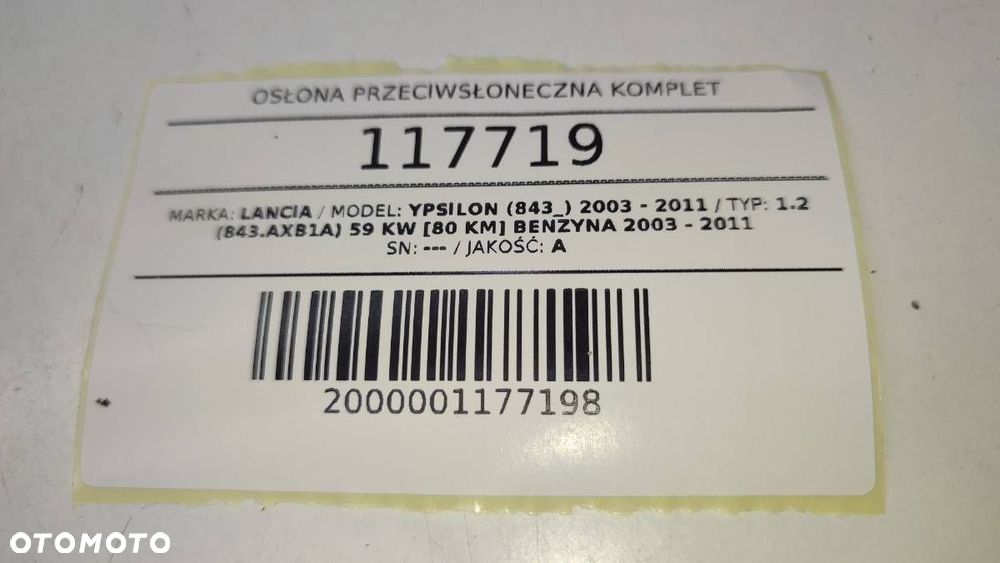 OSŁONA PRZECIWSŁONECZNA KOMPLET
117719
MARKA: LANCIA / MODEL: YPSILON (843_) 2003 - 2011 / TYP: 1.2
(843.AXB1A) 59 KW [80 KM] BENZYNA 2003 - 2011
SN: --- / JAKOŚĆ: A
2000001177198
OTOMOTO